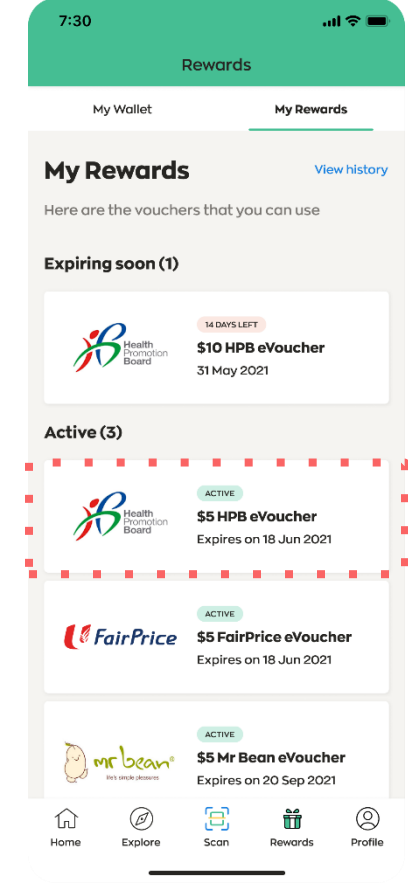 7:30
Rewards
My Wallet
My Rewards
My Rewards
View history
Here are the vouchers that you can use
Expiring soon (1)
Health
Promotion
Board
14 DAYS LEFT
$10 HPB eVoucher
31 May 2021
Active (3)
Health
Promotion
Board
ACTIVE
$5 HPB eVoucher
Expires on 18 Jun 2021
FairPrice
ACTIVE
$5 FairPrice eVoucher
Expires on 18 Jun 2021
mr bean®
life's simple pleasures
ACTIVE
$5 Mr Bean eVoucher
Expires on 20 Sep 2021
Home
Explore
Scan
Rewards
Profile